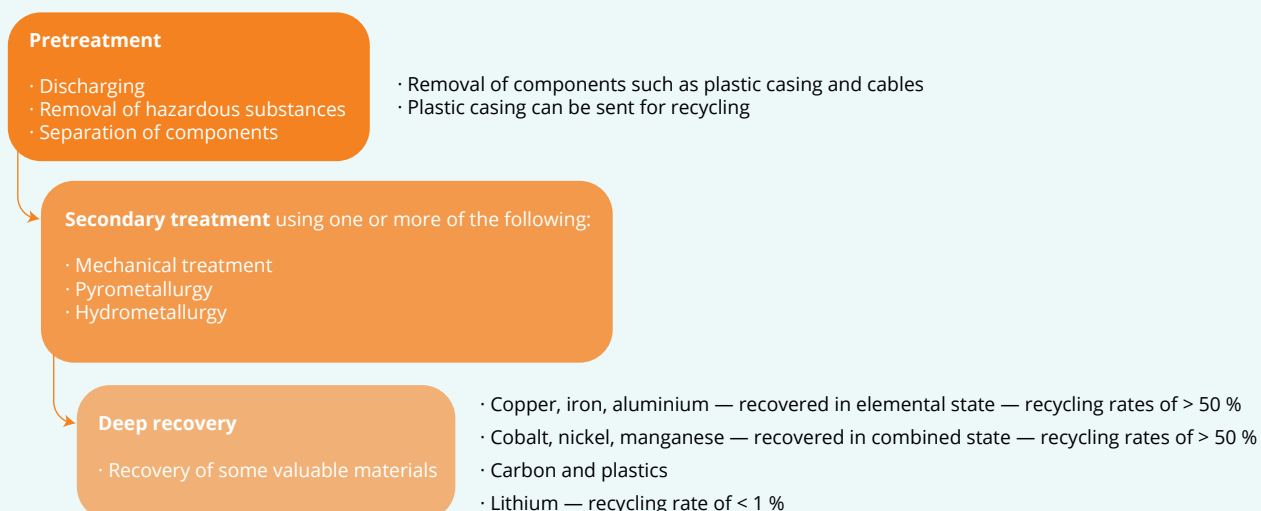 Pretreatment
· Discharging
· Removal of hazardous substances
· Separation of components
· Removal of components such as plastic casing and cables
· Plastic casing can be sent for recycling
Secondary treatment using one or more of the following:
· Mechanical treatment
· Pyrometallurgy
· Hydrometallurgy
Deep recovery
· Recovery of some valuable materials
· Copper, iron, aluminium — recovered in elemental state — recycling rates of > 50 %
· Cobalt, nickel, manganese — recovered in combined state — recycling rates of > 50 %
· Carbon and plastics
· Lithium — recycling rate of < 1 %